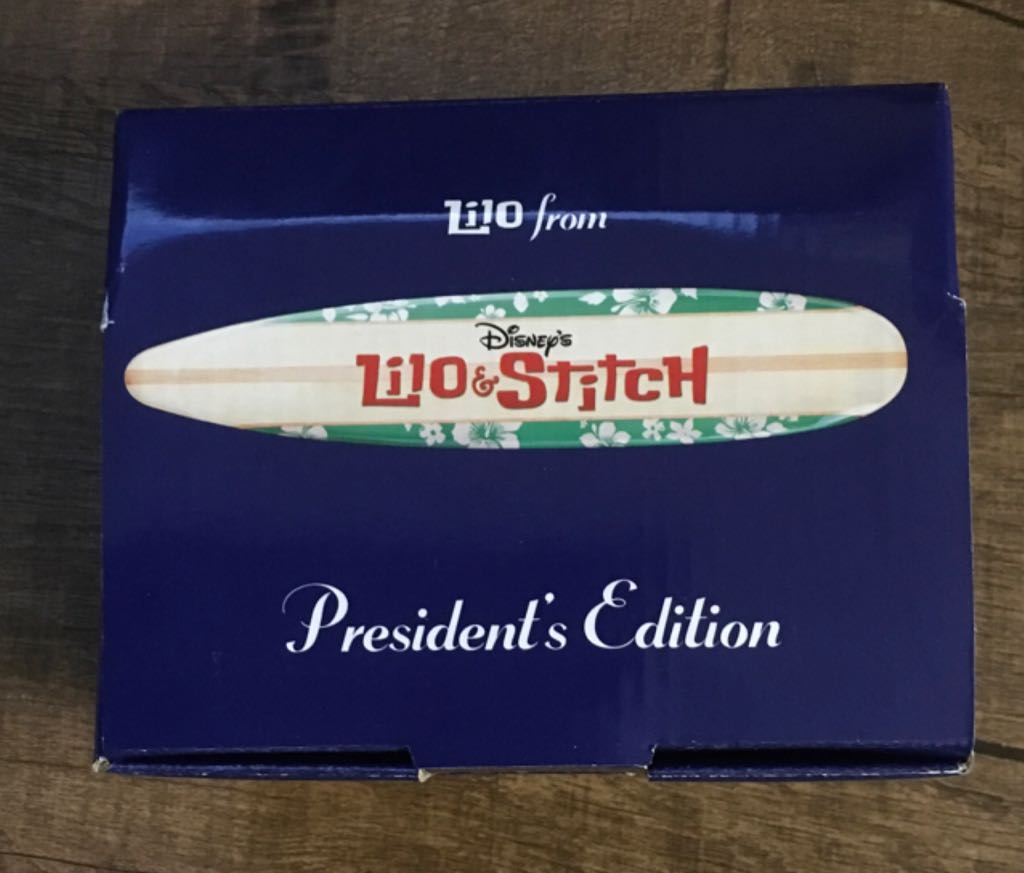 Lilo from
Disney's
Lilo & Stitch
President's Edition